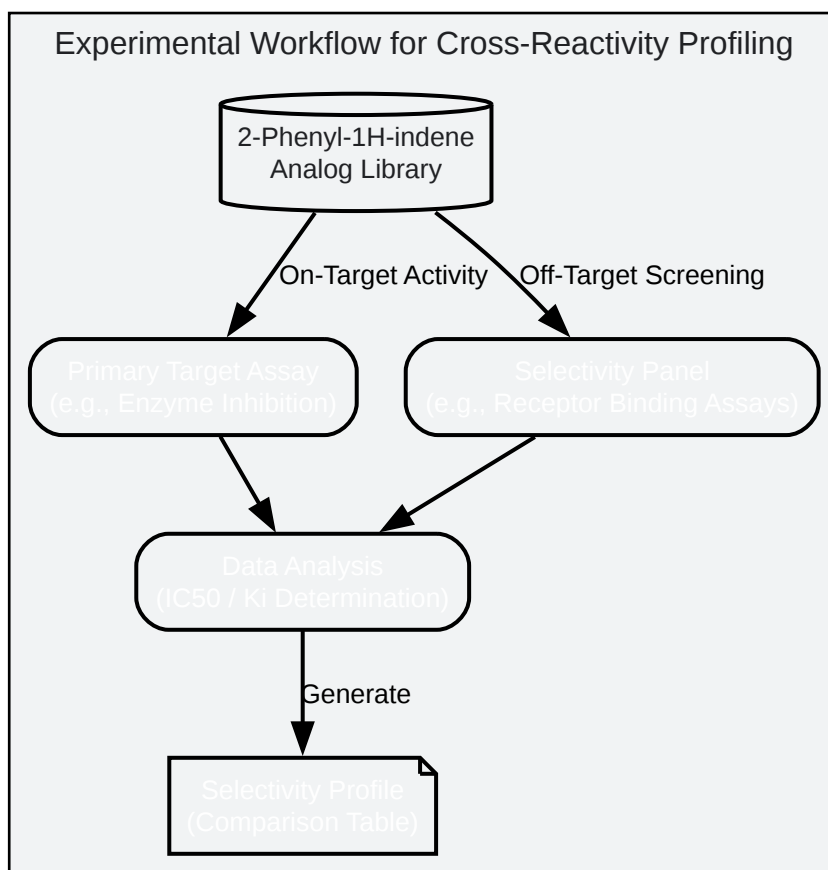 Experimental Workflow for Cross-Reactivity Profiling
2-Phenyl-1H-indene
Analog Library
On-Target Activity
Off-Target Screening
Primary Target Assay
(e.g., Enzyme Inhibition)
Selectivity Panel
(e.g., Receptor Binding Assays)
Data Analysis
(IC50 / Ki Determination)
Generate
Selectivity Profile
(Comparison Table)